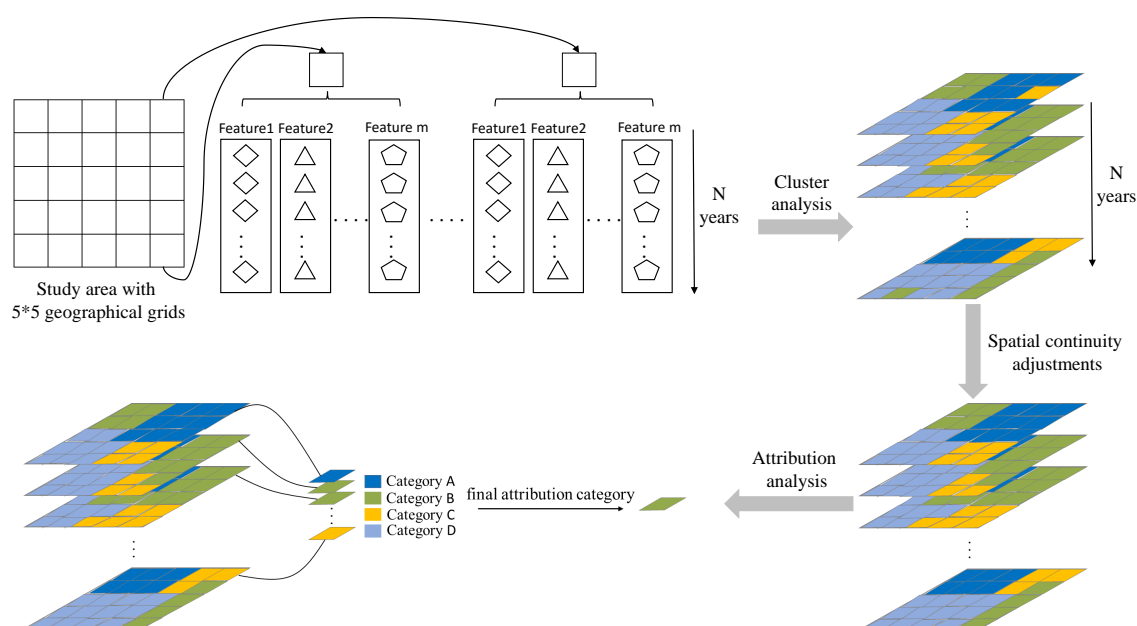 Feature1 Feature2 Feature m Feature1 Feature2 Feature m
N
years
Cluster
analysis
N
years
Study area with
5*5 geographical grids
Spatial continuity
adjustments
Category A
Category B
Category C
Category D
final attribution category
Attribution
analysis